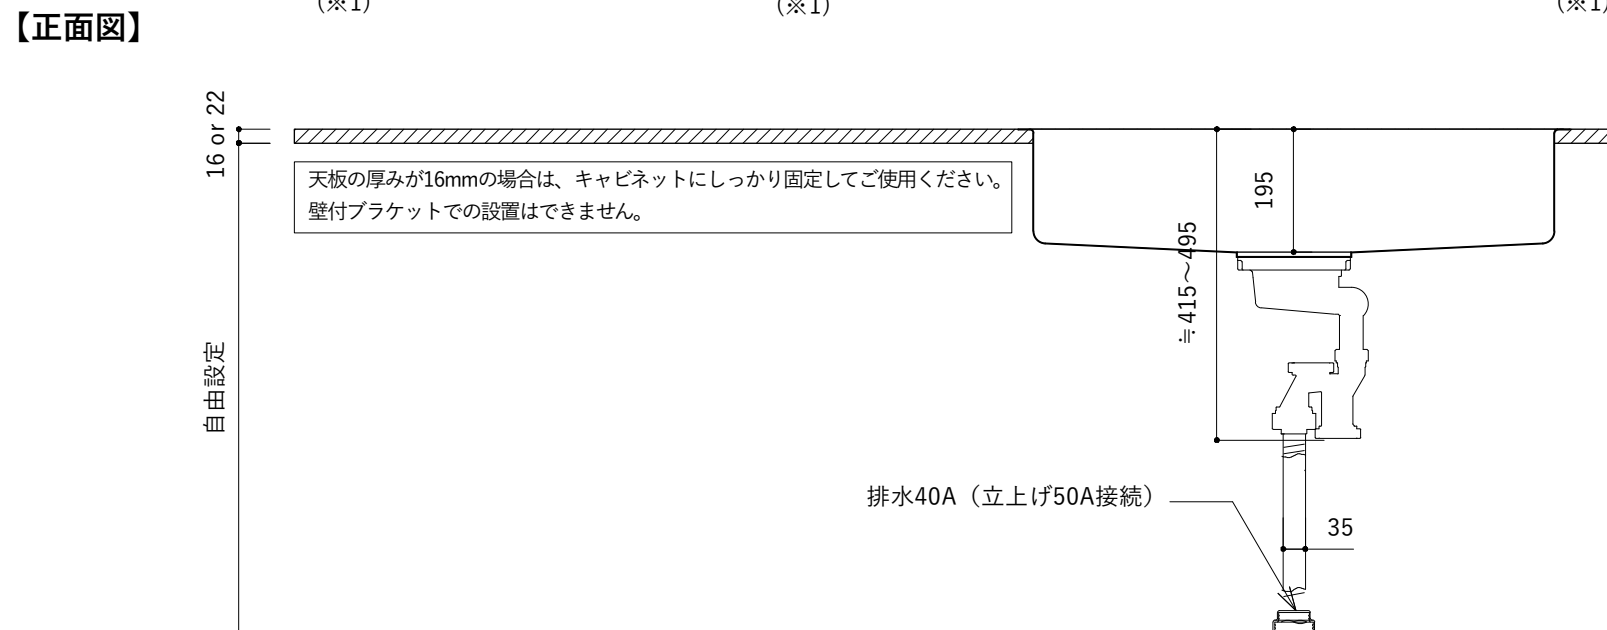 (※1) (※1) (※1)
【正面図】
16 or 22
天板の厚みが16mmの場合は、キャビネットにしっかり固定してご使用ください。
壁付ブラケットでの設置はできません。
195
≒415～495
自由設定
排水40A（立上げ50A接続）
35